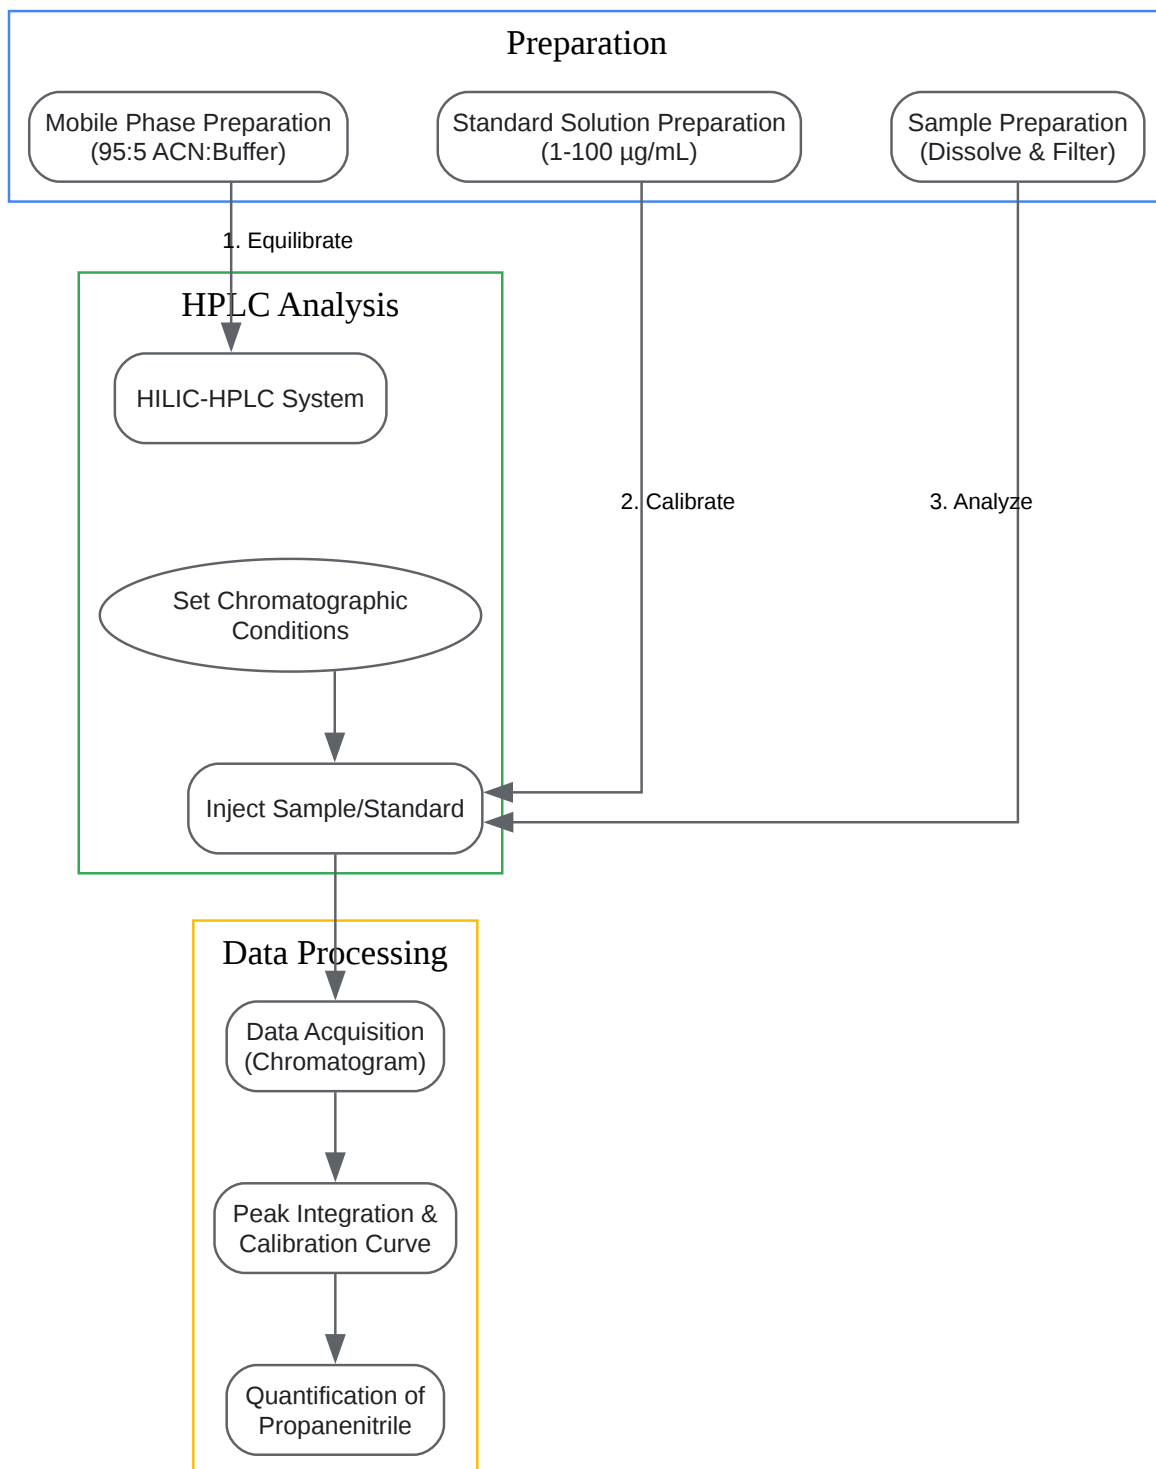 Preparation
Mobile Phase Preparation
(95:5 ACN:Buffer)
Standard Solution Preparation
(1-100 µg/mL)
Sample Preparation
(Dissolve & Filter)
1. Equilibrate
HPLC Analysis
HILIC-HPLC System
2. Calibrate
3. Analyze
Set Chromatographic
Conditions
Inject Sample/Standard
Data Processing
Data Acquisition
(Chromatogram)
Peak Integration &
Calibration Curve
Quantification of
Propanenitrile